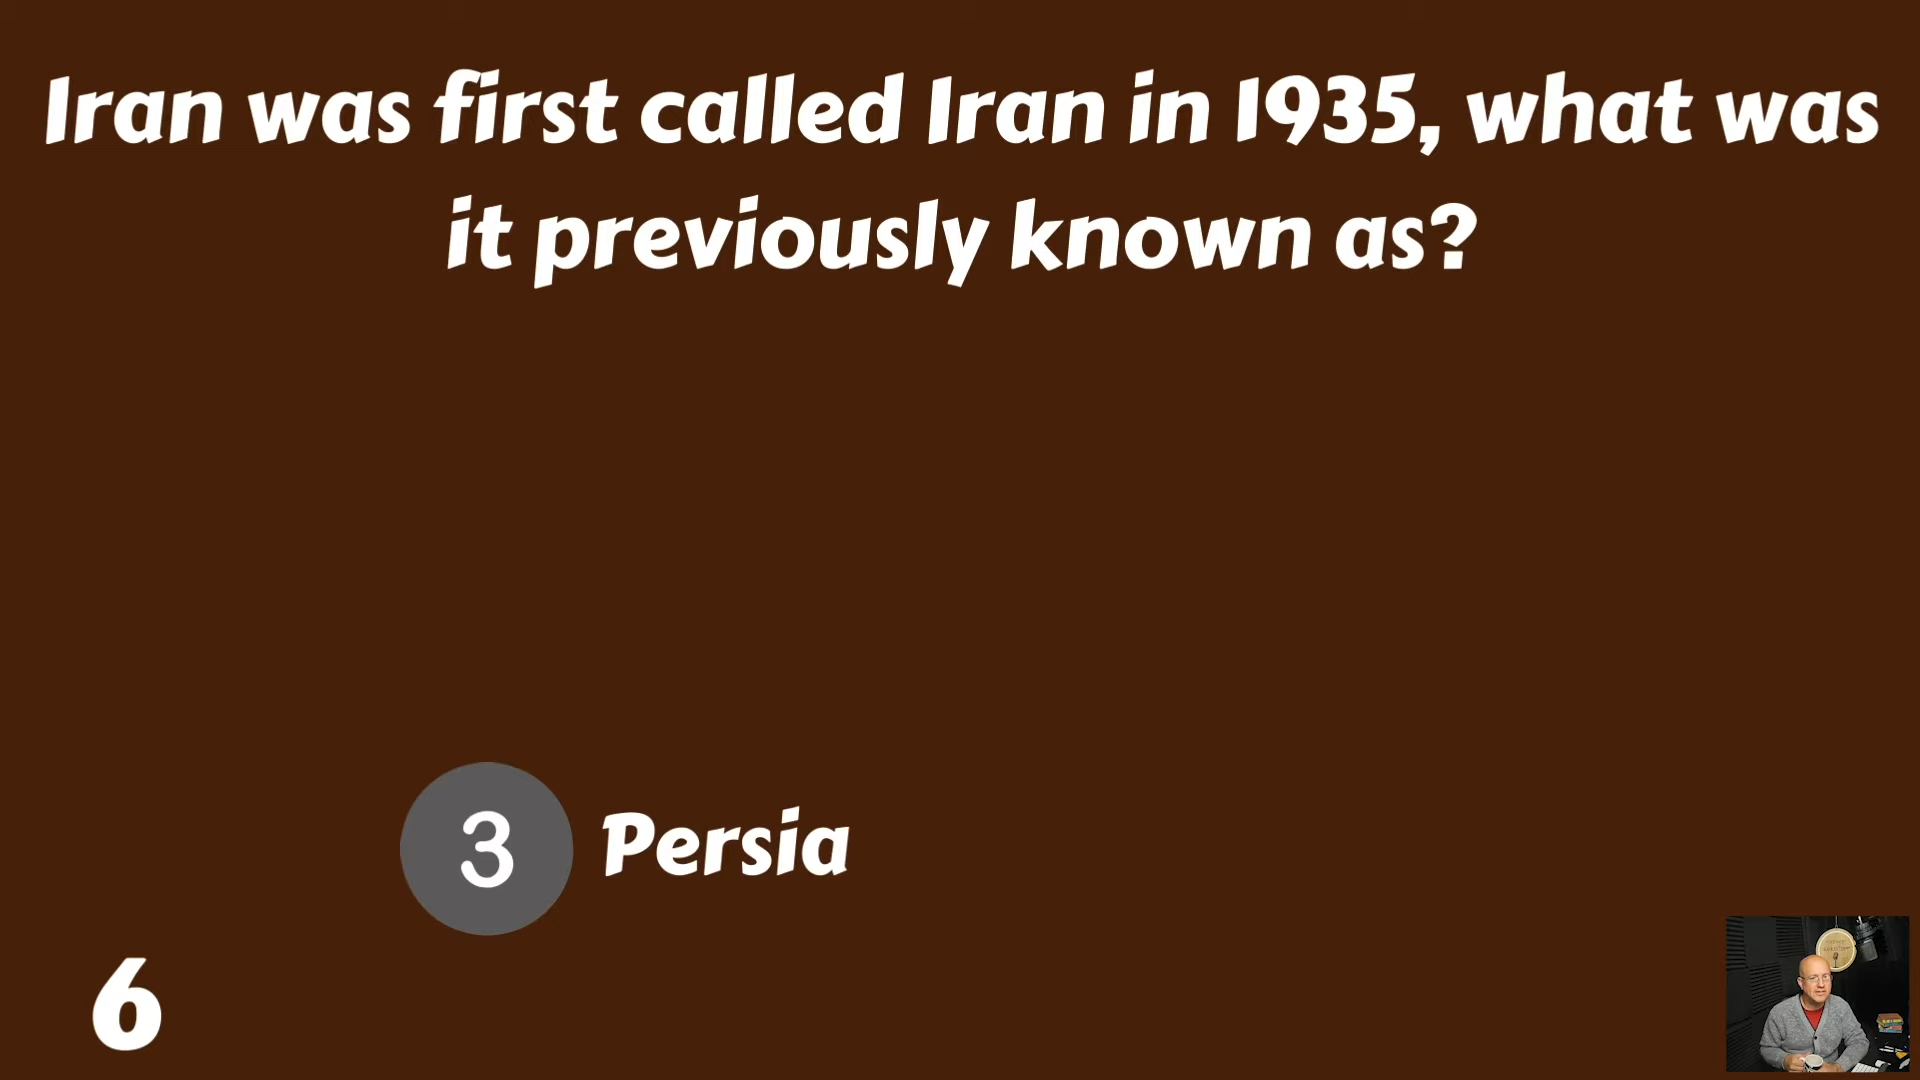 Iran was first called Iran in 1935, what was
it previously known as?
3 Persia
6